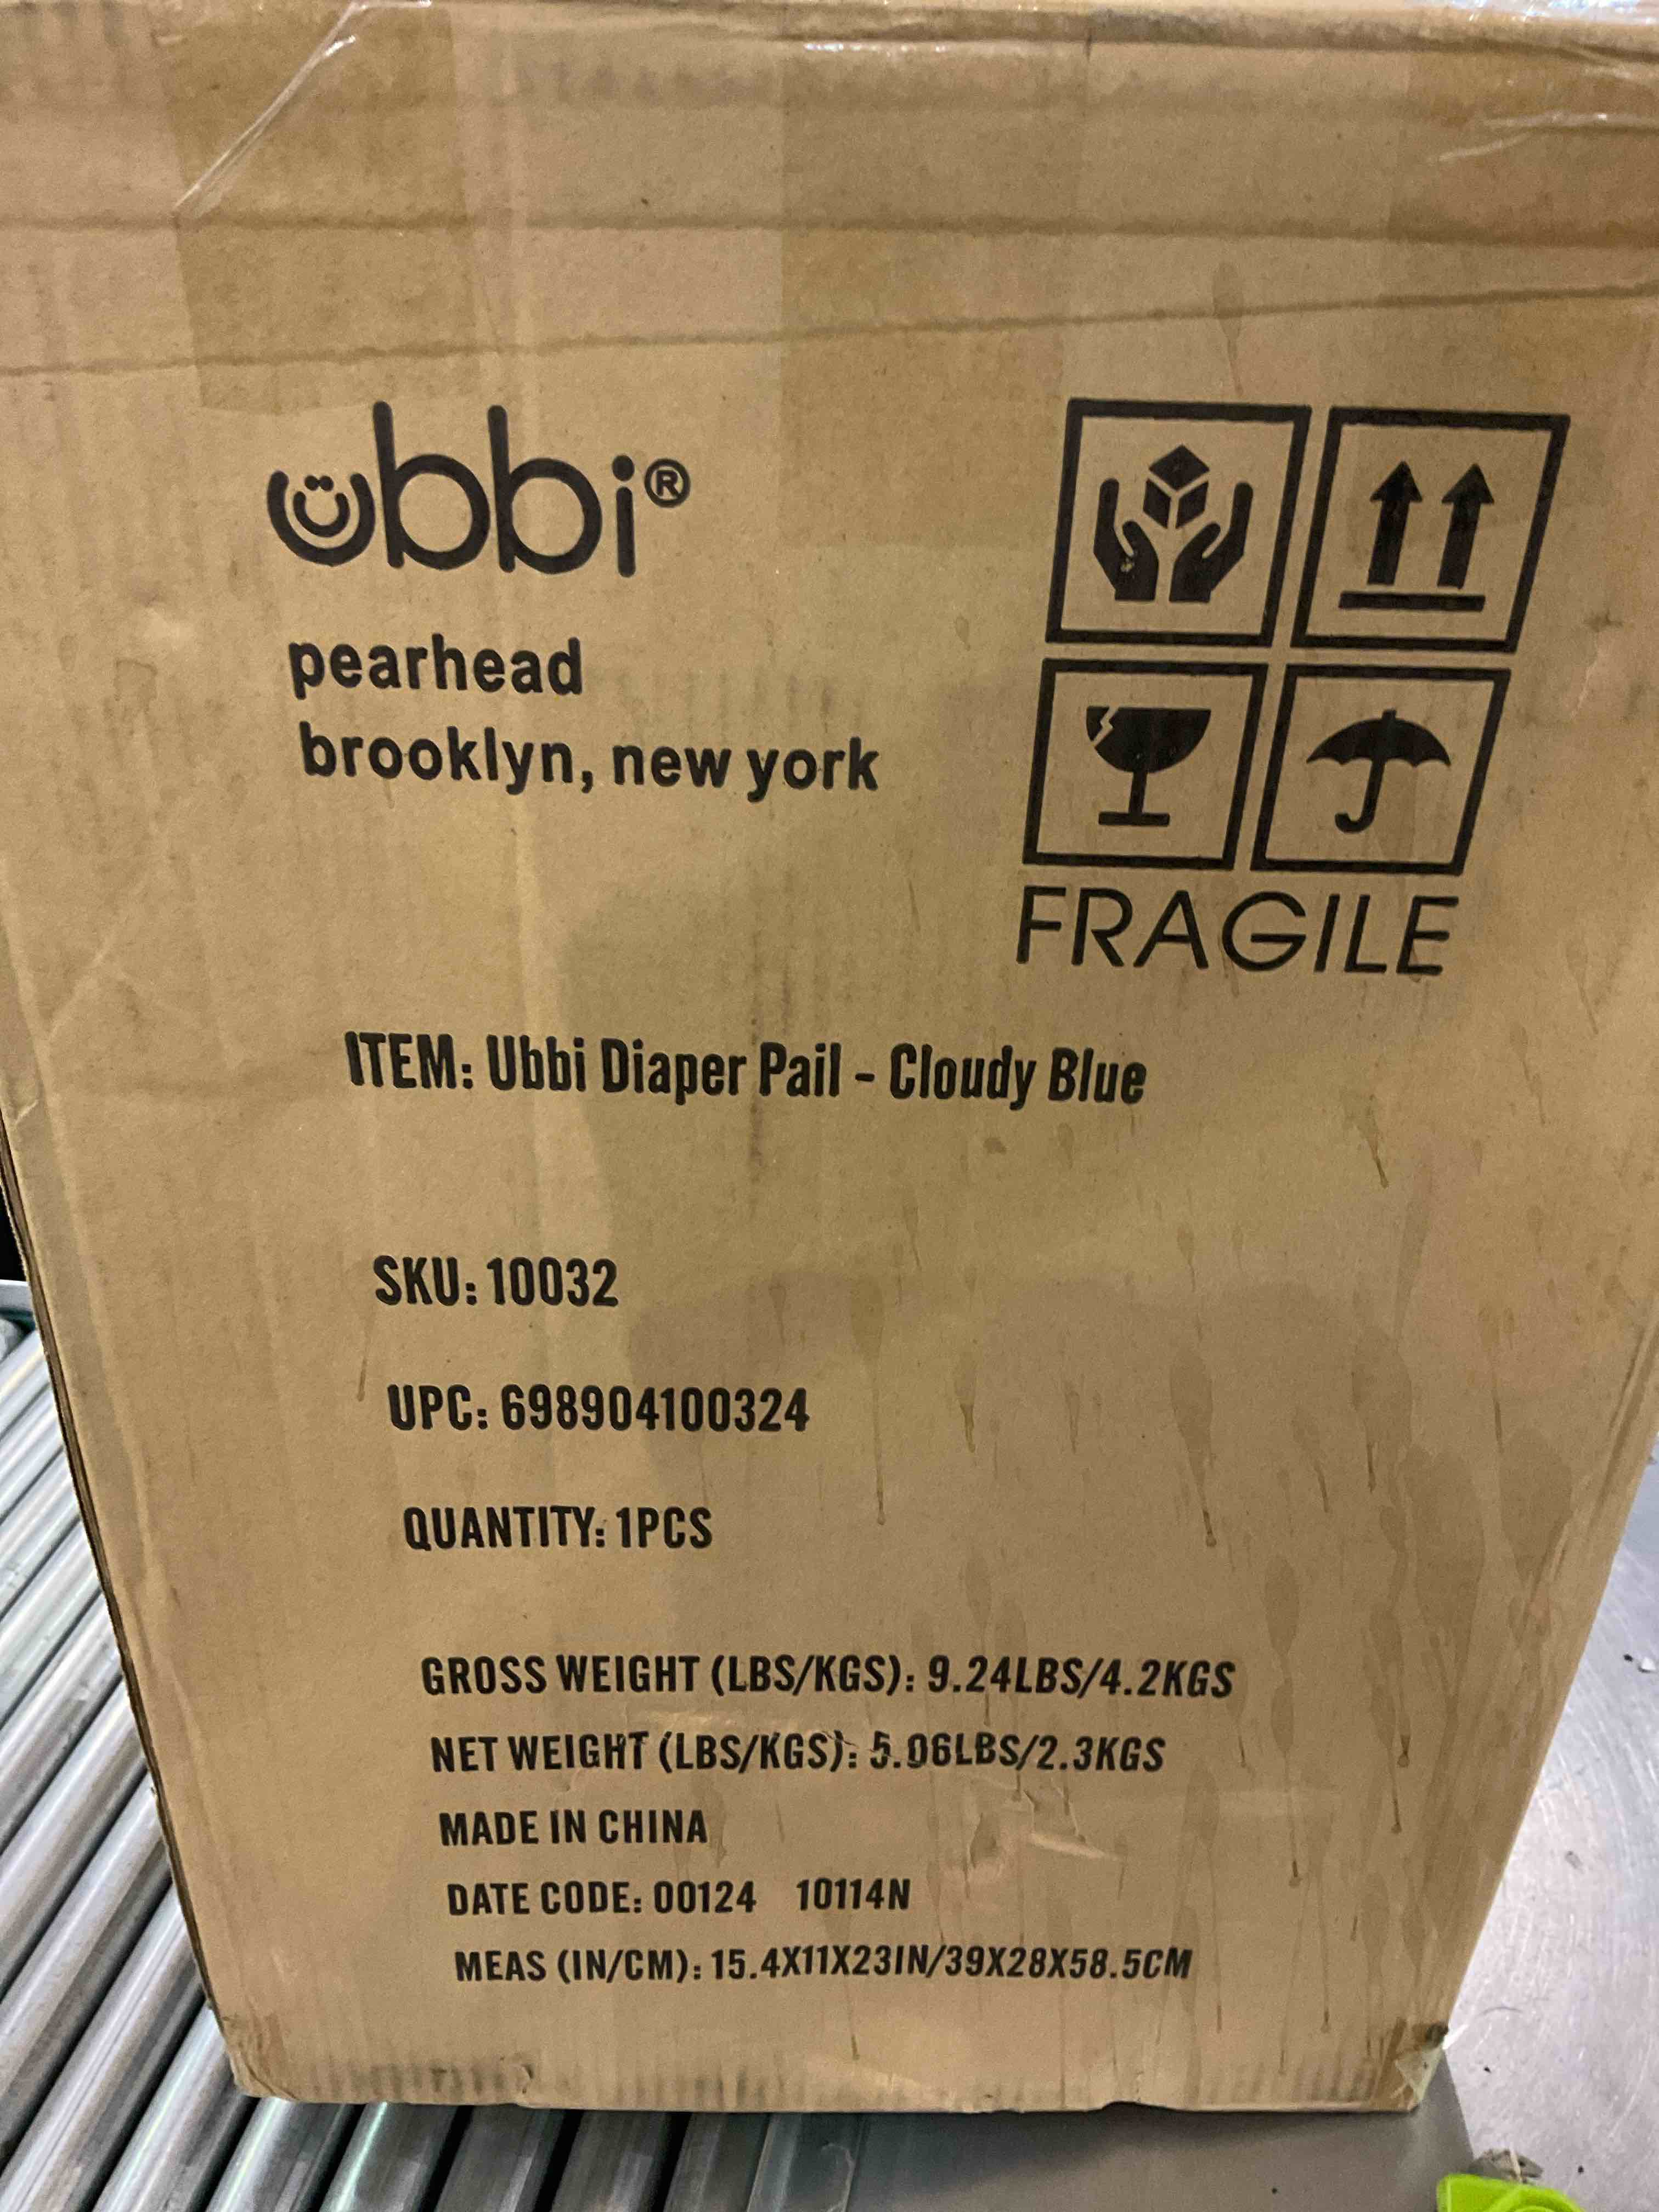 ubbi®
pearhead
brooklyn, new york
FRAGILE
ITEM: Ubbi Diaper Pail - Cloudy Blue
SKU: 10032
UPC: 698904100324
QUANTITY: 1PCS
GROSS WEIGHT (LBS/KGS): 9.24LBS/4.2KGS
NET WEIGHT (LBS/KGS): 5.06LBS/2.3KGS
MADE IN CHINA
DATE CODE: 00124 10114N
MEAS (IN/CM): 15.4X11X23IN/39X28X58.5CM